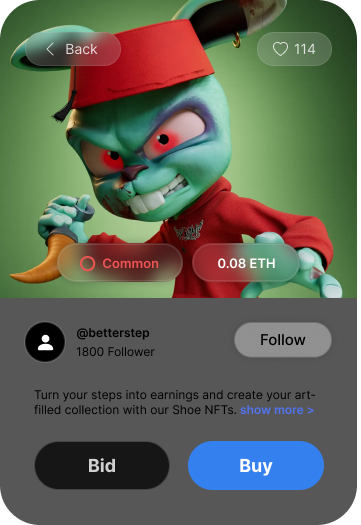 Back
114
Common
0.08 ETH
@betterstep
1800 Follower
Follow
Turn your steps into earnings and create your art-
filled collection with our Shoe NFTs. show more >
Bid
Buy